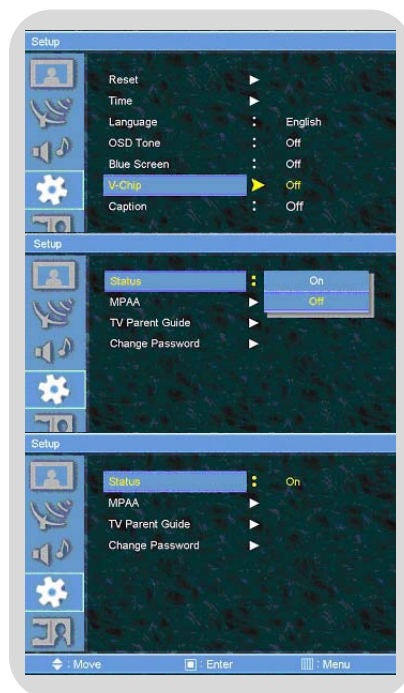 Setup
Reset ►
Time ►
Language : English
OSD Tone : Off
Blue Screen : Off
V-Chip ➤ Off
Caption : Off
Setup
Status : On
Off
MPAA ►
TV Parent Guide ►
Change Password ►
Setup
Status : On
MPAA ►
TV Parent Guide ►
Change Password ►
: Move : Enter : Menu